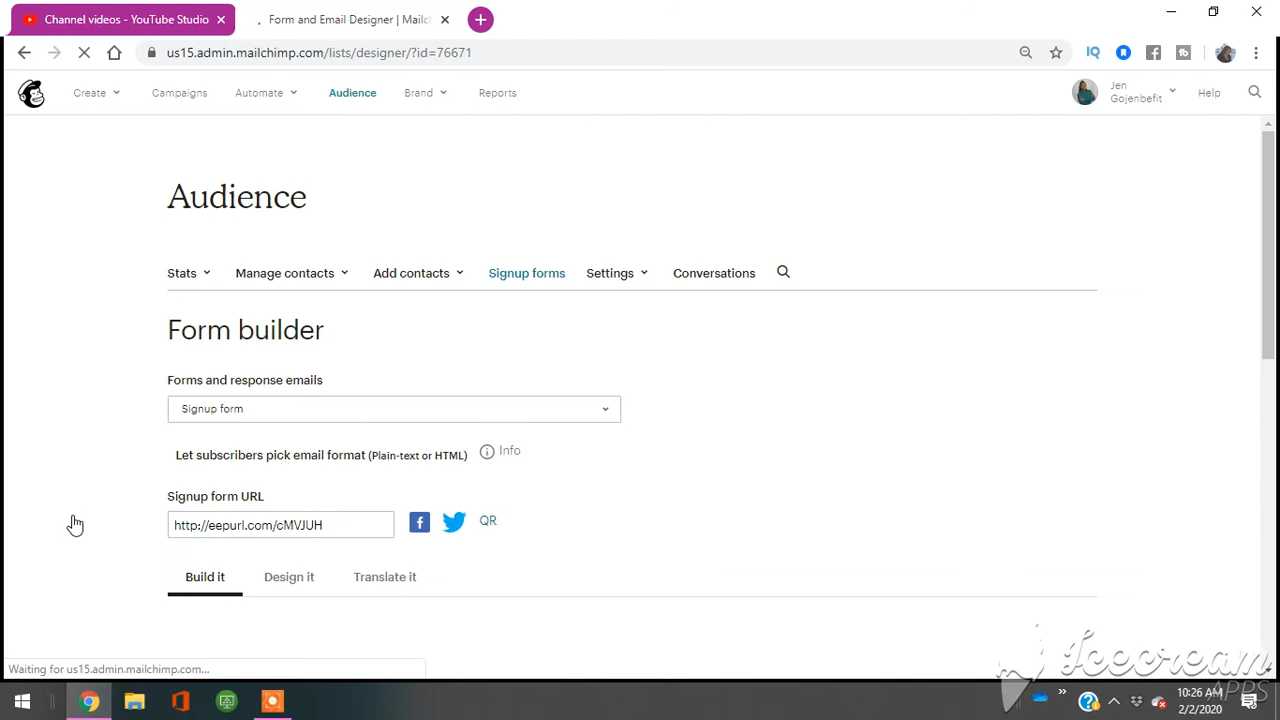 Channel videos - YouTube Studio
Form and Email Designer | Mailc
us15.admin.mailchimp.com/lists/designer/?id=76671
IQ
tb
Create
Campaigns
Automate
Audience
Brand
Reports
Jen
Gojenbefit
Help
Audience
Stats
Manage contacts
Add contacts
Signup forms
Settings
Conversations
Form builder
Forms and response emails
Signup form
Let subscribers pick email format (Plain-text or HTML)
Info
Signup form URL
http://eepurl.com/cMVJUH
QR
Build it
Design it
Translate it
Waiting for us15.admin.mailchimp.com...
Icecream
APPS
10:26 AM
2/2/2020